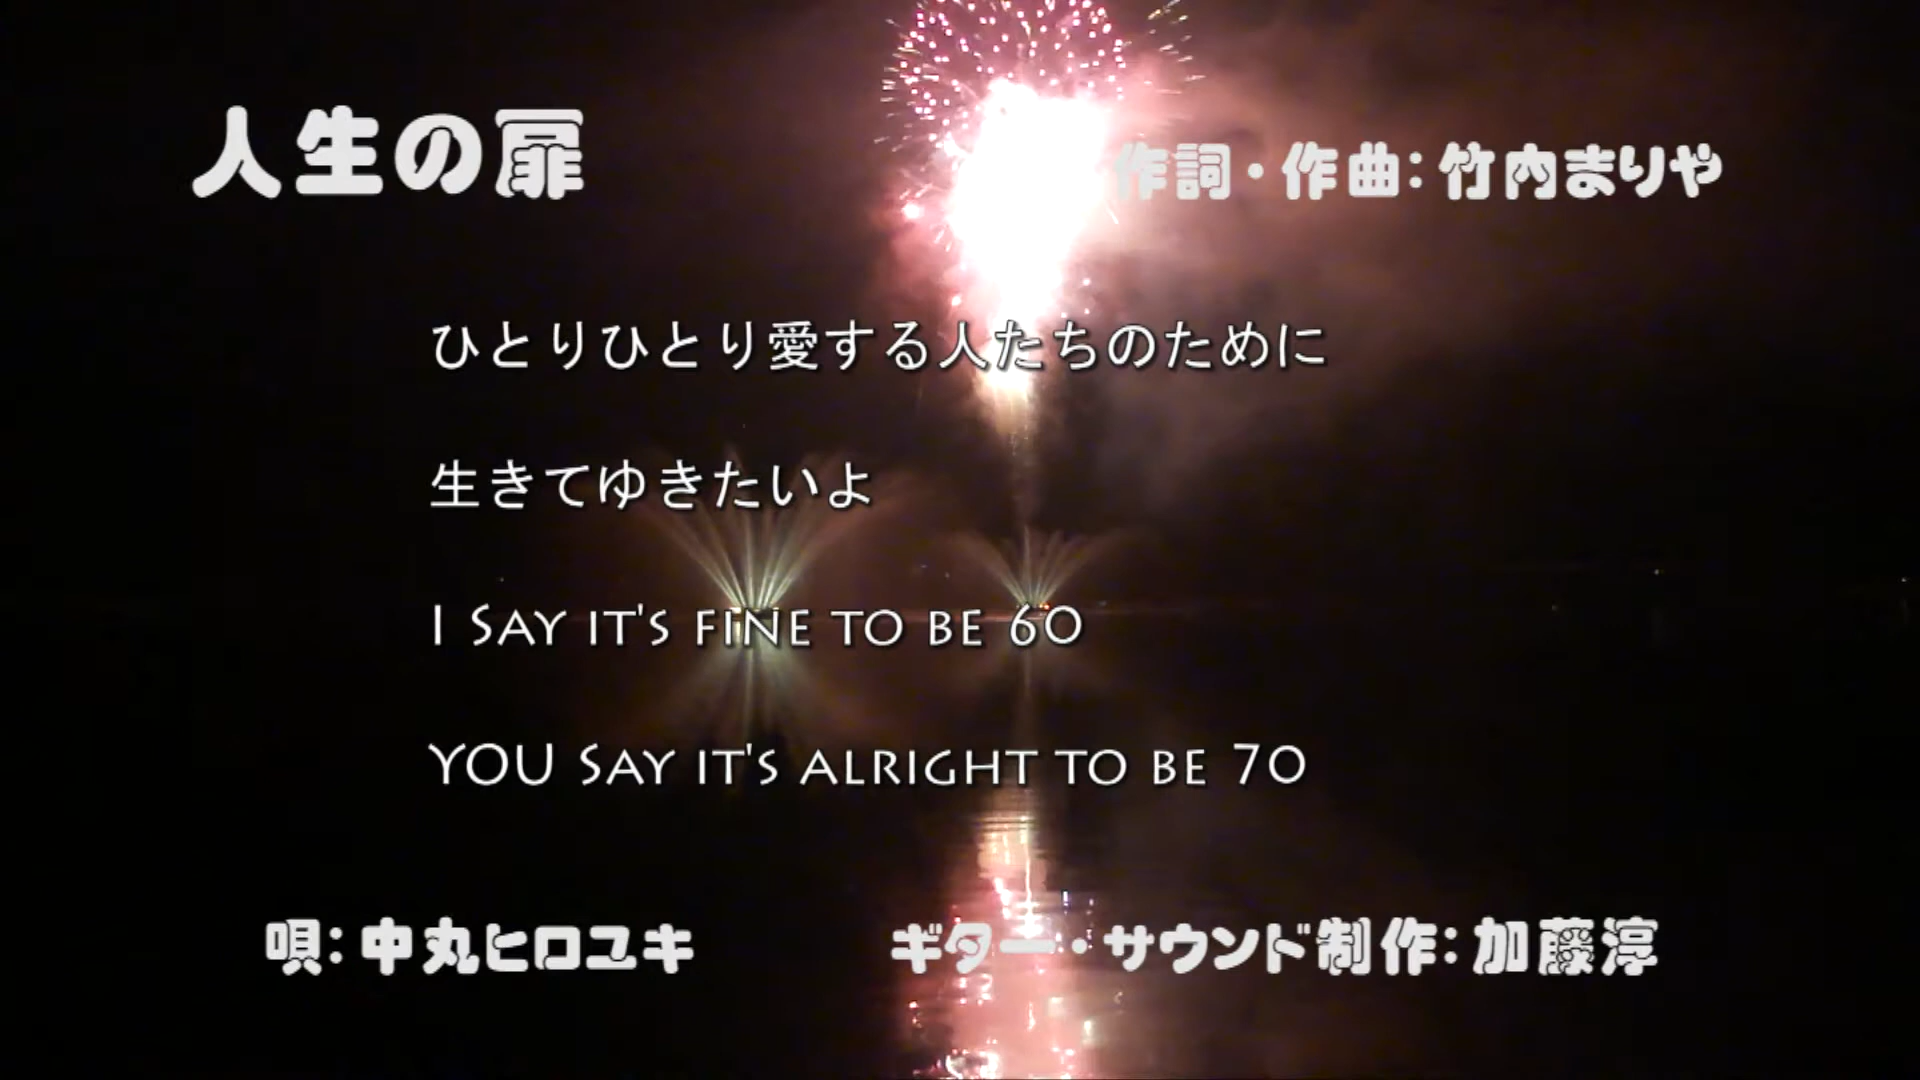 人生の扉
作詞・作曲：竹内まりや
ひとりひとり愛する人たちのために
生きてゆきたいよ
I SAY IT'S FINE TO BE 60
YOU SAY IT'S ALRIGHT TO BE 70
唄：中丸ヒロユキ
ギター・サウンド制作：加藤淳